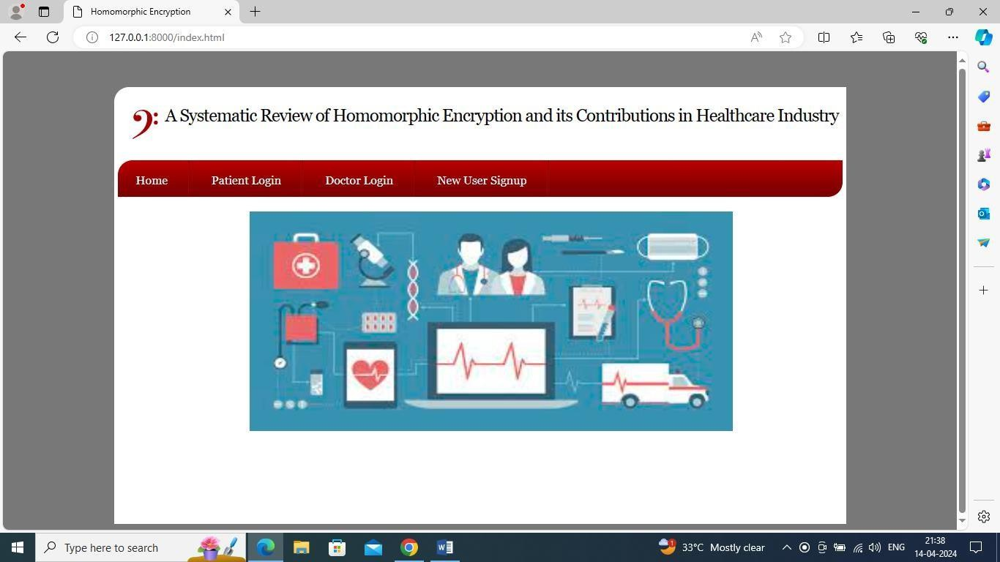 Homomorphic Encryption
127.0.0.1:8000/index.html
A Systematic Review of Homomorphic Encryption and its Contributions in Healthcare Industry
Home Patient Login Doctor Login New User Signup
Type here to search
1
33°C Mostly clear
ENG
21:38
14-04-2024